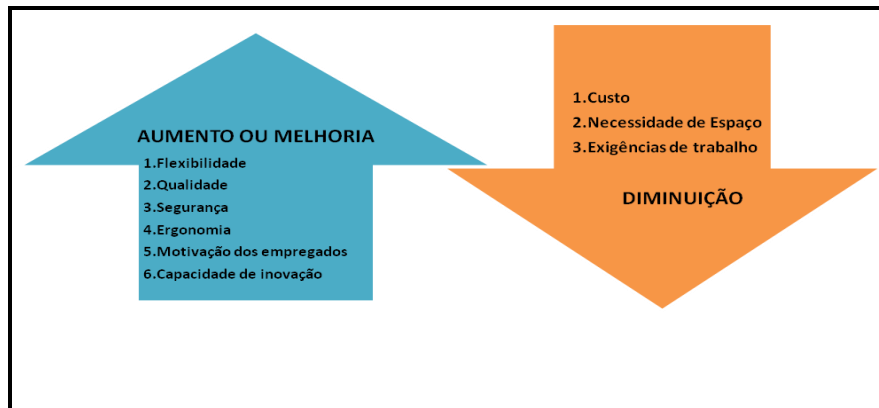 AUMENTO OU MELHORIA
1.Flexibilidade
2.Qualidade
3.Segurança
4.Ergonomia
5.Motivação dos empregados
6.Capacidade de inovação
1.Custo
2.Necessidade de Espaço
3.Exigências de trabalho
DIMINUIÇÃO